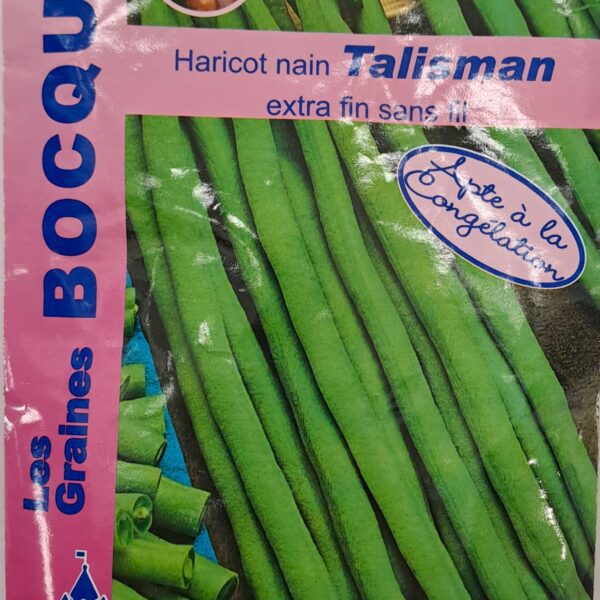 Haricot nain Talisman
extra fin sans fil
Apte à la
Congélation
Les
Graines
BOCQU